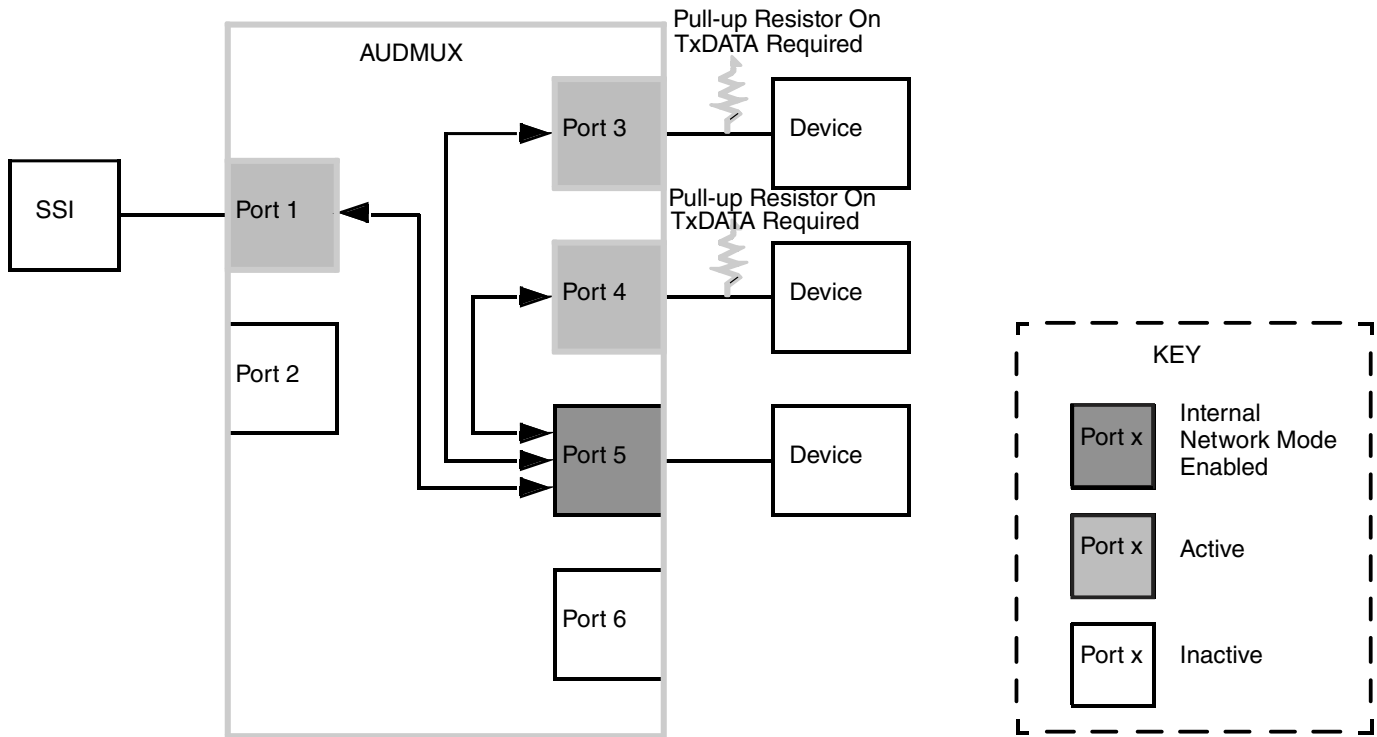 Pull-up Resistor On
TxDATA Required
AUDMUX
Port 3
Device
SSI
Port 1
Pull-up Resistor On
TxDATA Required
Port 4
Device
Port 2
Port 5
Device
Port 6
KEY
Port x
Internal
Network Mode
Enabled
Port x
Active
Port x
Inactive